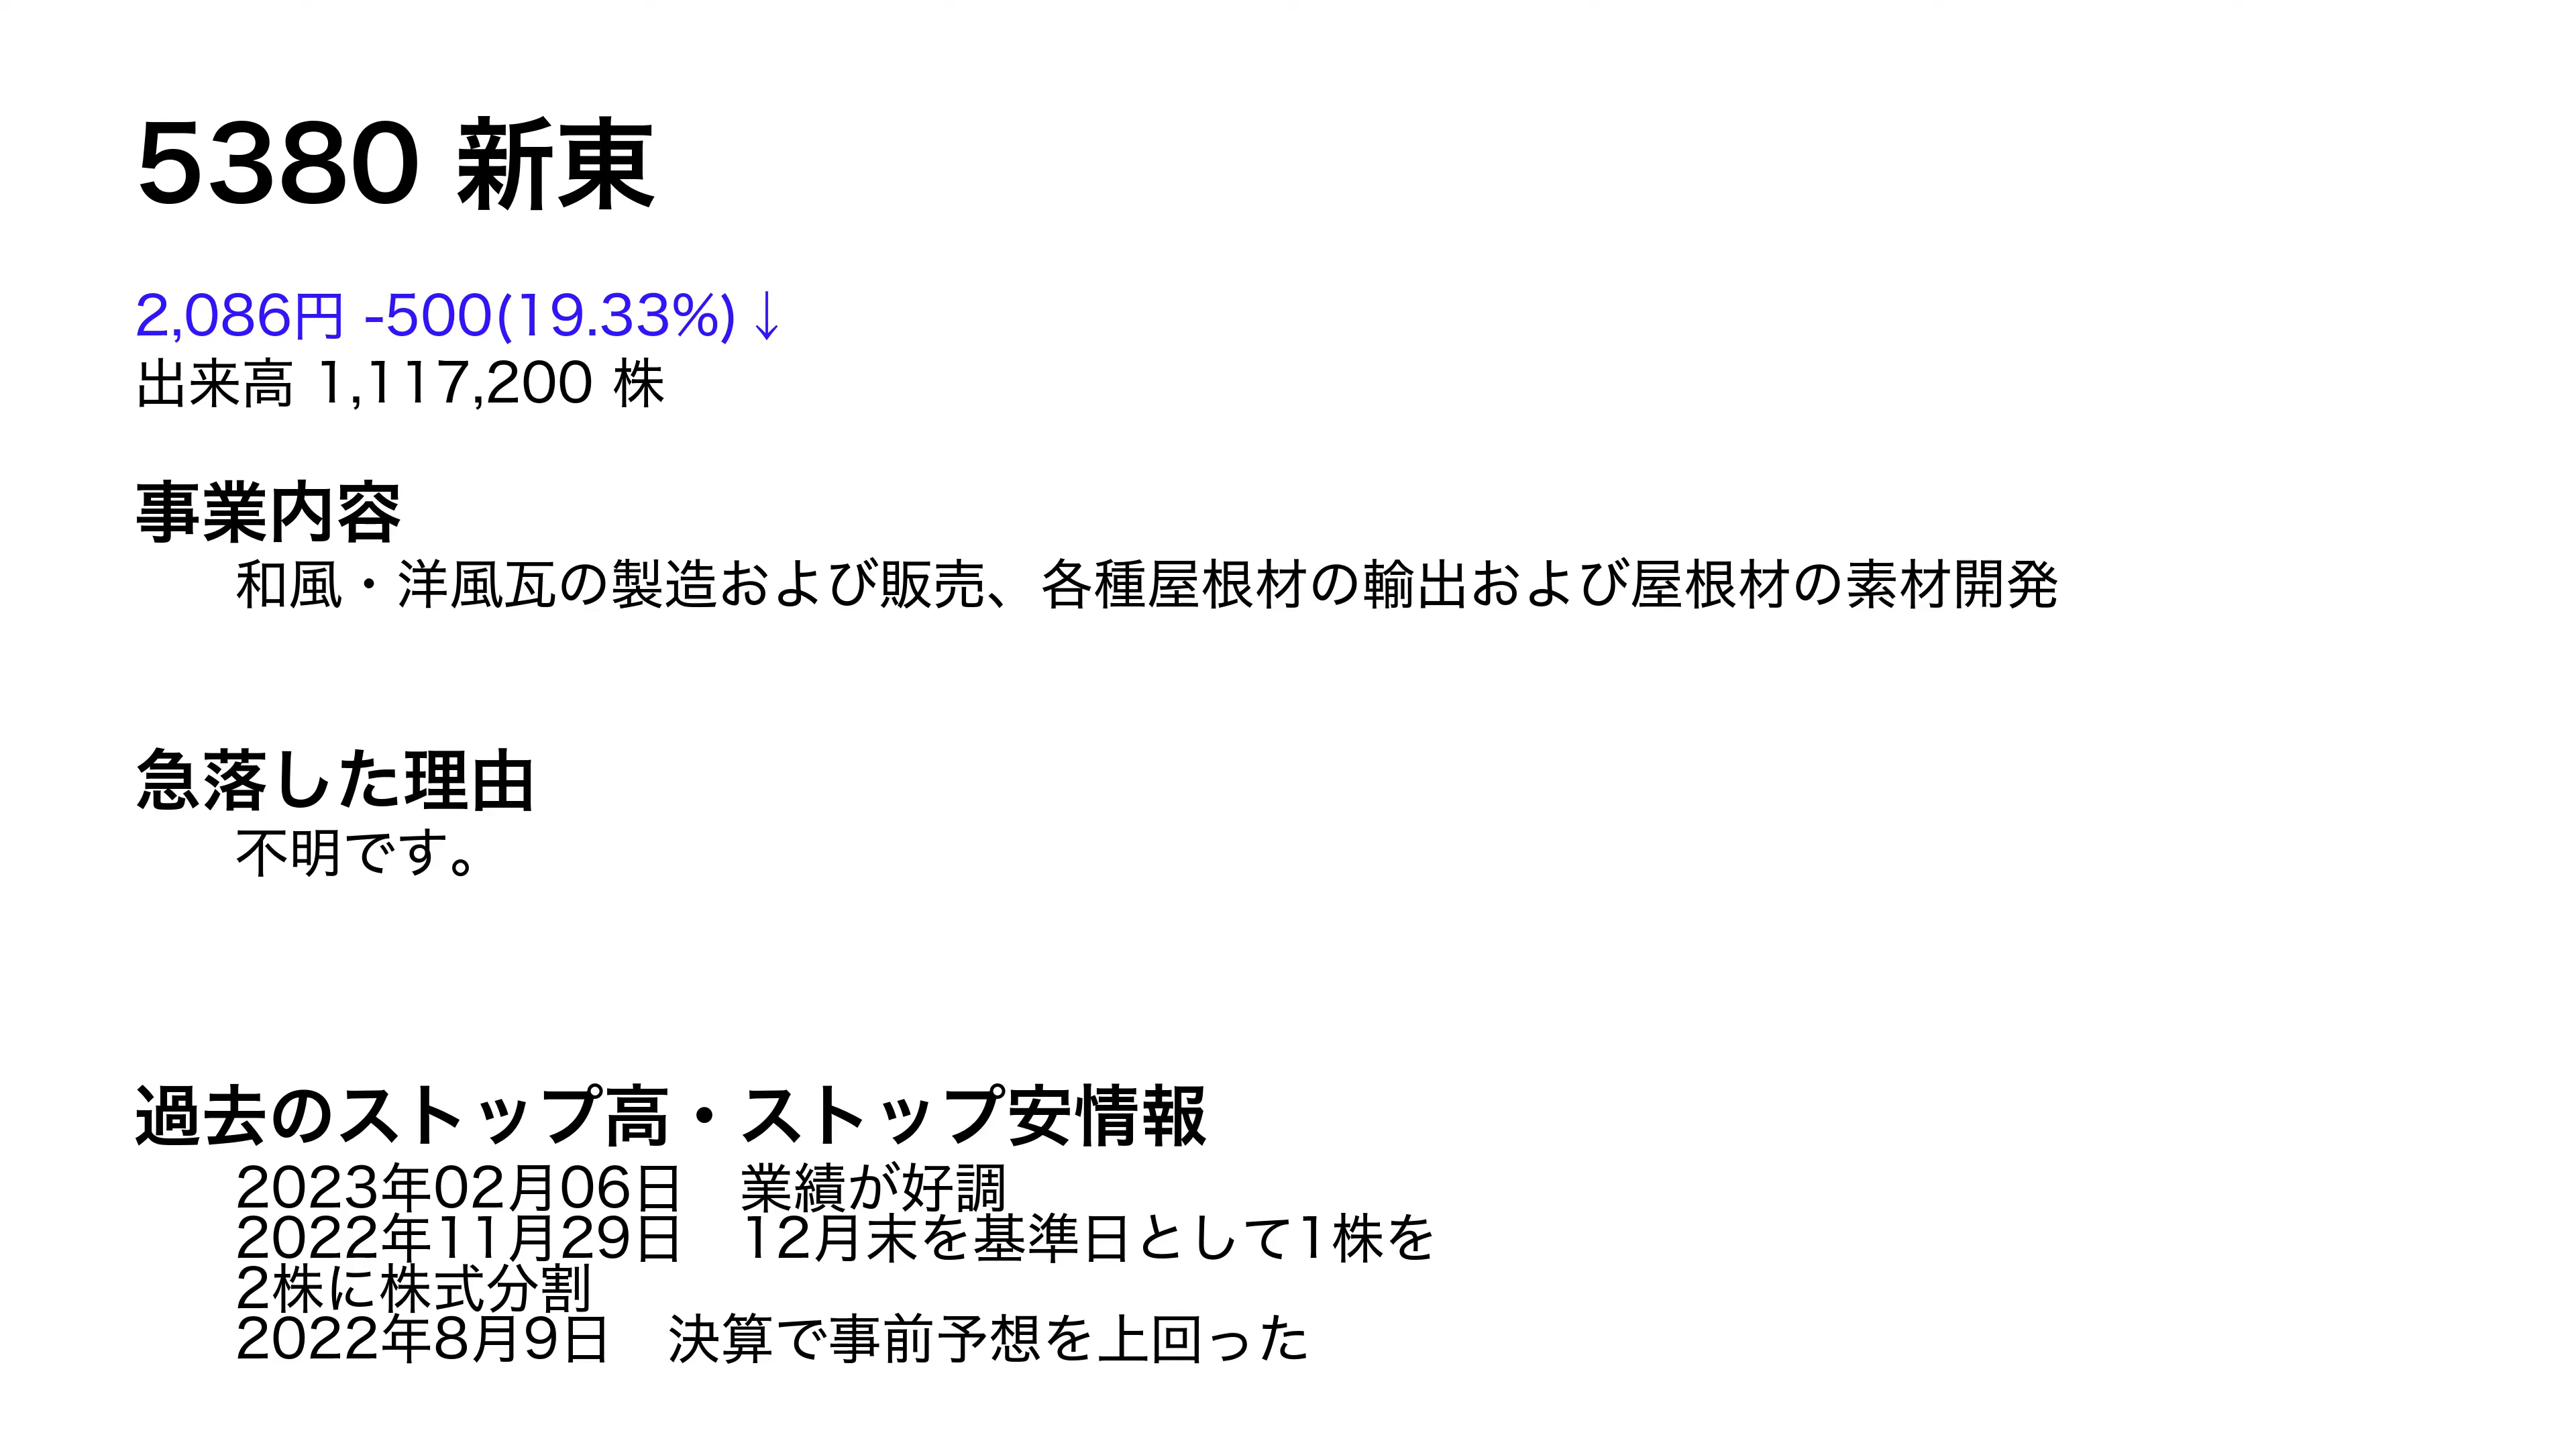 5380 新東
2,086円 -500(19.33%)↓
出来高 1,117,200 株
事業内容
和風・洋風瓦の製造および販売、各種屋根材の輸出および屋根材の素材開発
急落した理由
不明です。
過去のストップ高・ストップ安情報
2023年02月06日　業績が好調
2022年11月29日　12月末を基準日として1株を
2株に株式分割
2022年8月9日　決算で事前予想を上回った